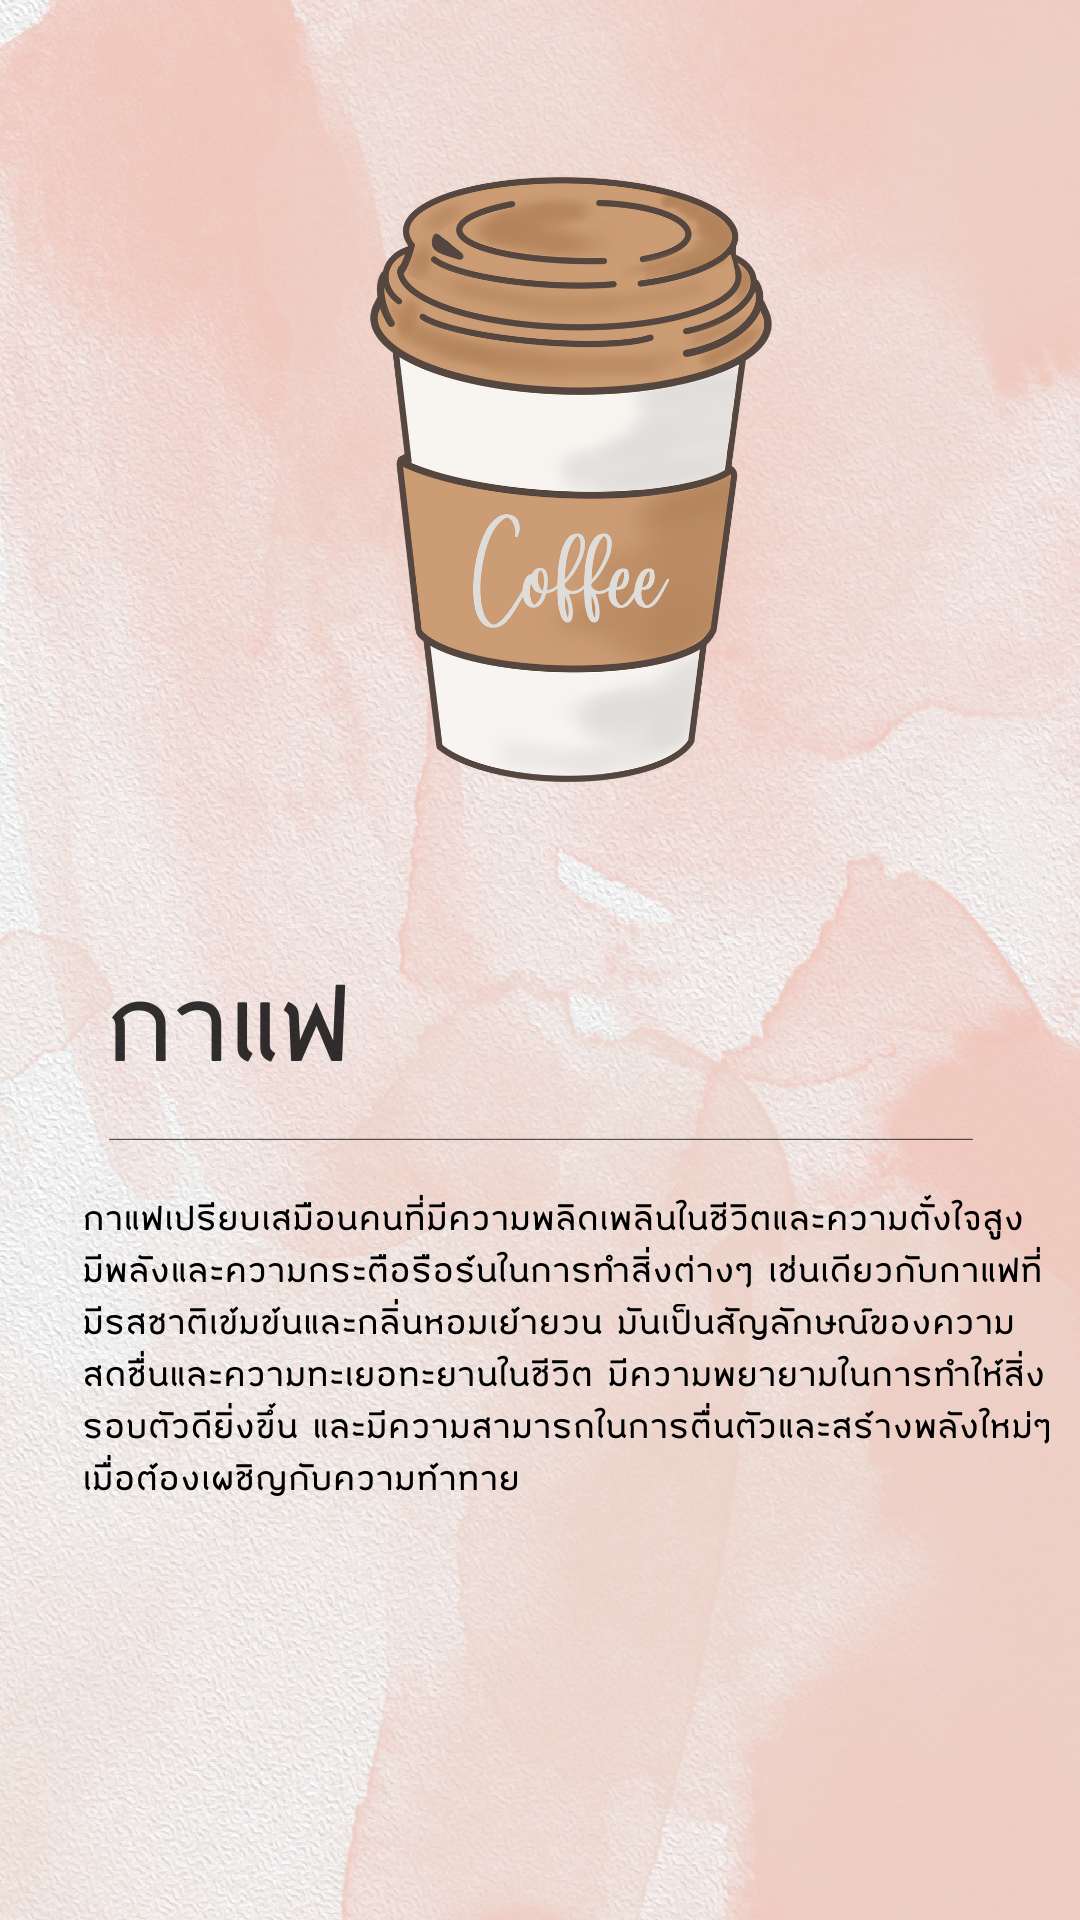 Coffee
กาแฟ
กาแฟเปรียบเสมือนคนที่มีความพลิดเพลินในชีวิตและความตั้งใจสูง
มีพลังและความกระตือรือร้นในการทำสิ่งต่างๆ เช่นเดียวกับกาแฟที่
มีรสชาติเข้มข้นและกลิ่นหอมเย้ายวน มันเป็นสัญลักษณ์ของความ
สดชื่นและความทะเยอทะยานในชีวิต มีความพยายามในการทำให้สิ่ง
รอบตัวดียิ่งขึ้น และมีความสามารถในการตื่นตัวและสร้างพลังใหม่ๆ
เมื่อต้องเผชิญกับความท้าทาย